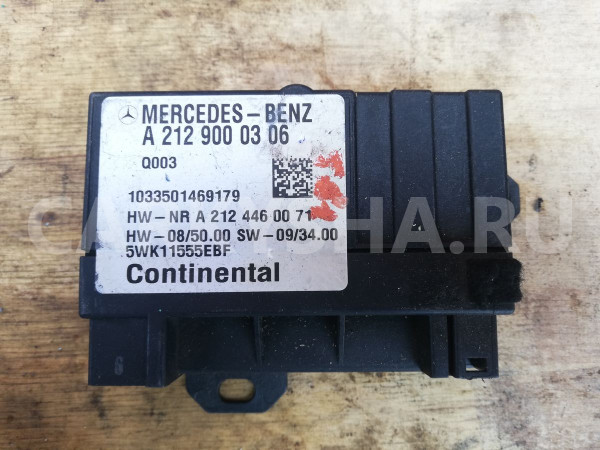 MERCEDES-BENZ
A 212 900 03 06
Q003
1033501469179
HW-NR A 212 446 00 71
HW-08/50.00 SW-09/34.00
5WK11555EBF
Continental